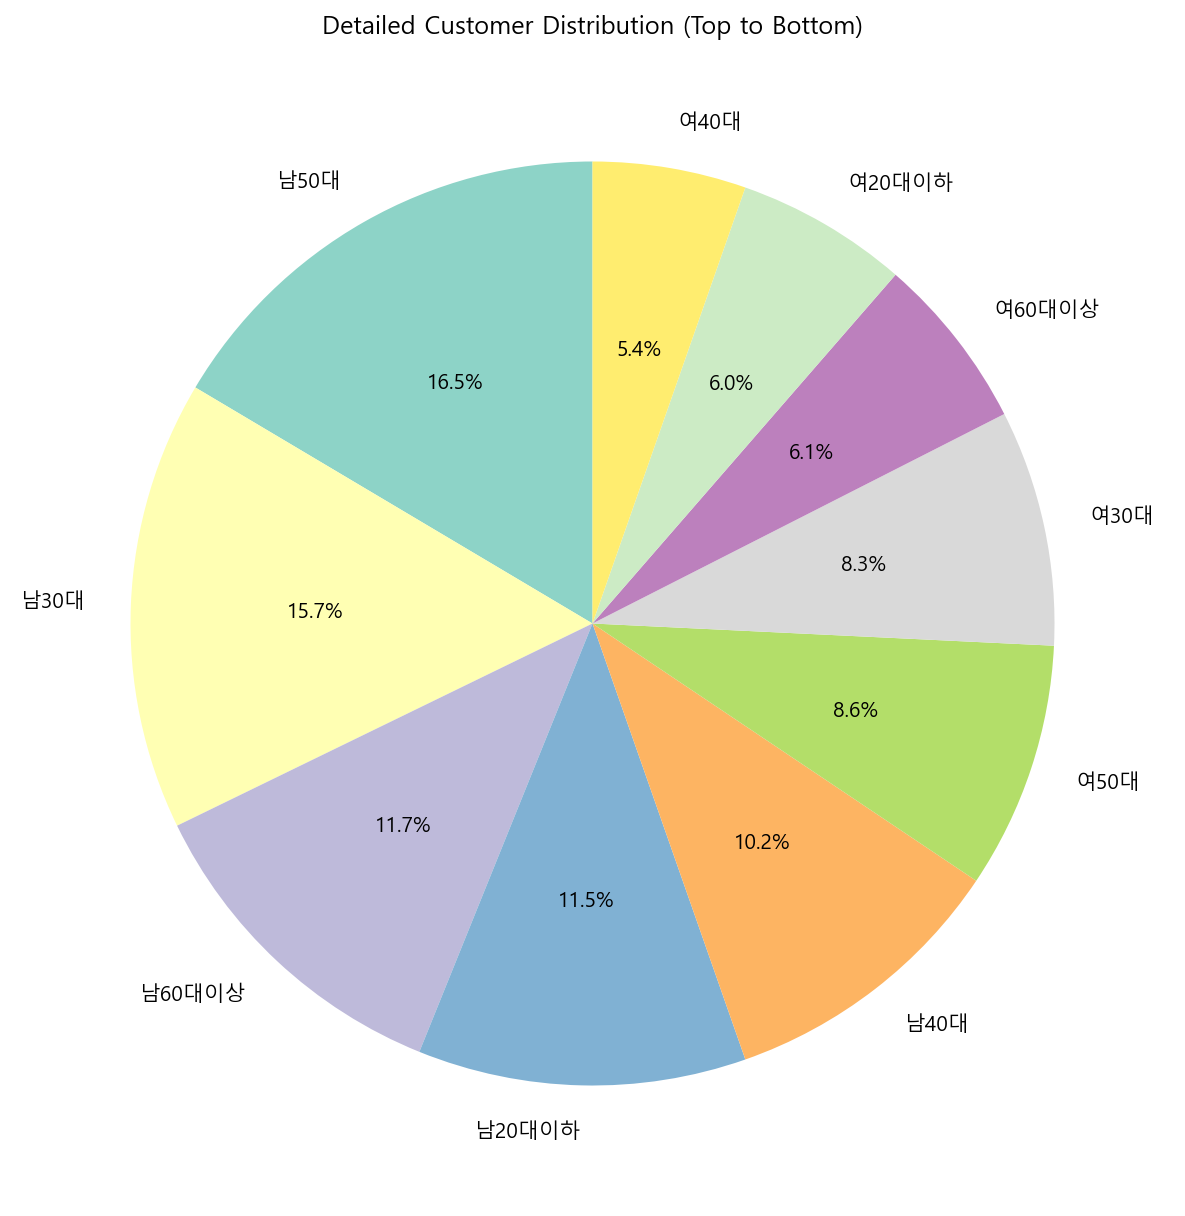 Detailed Customer Distribution (Top to Bottom)
여40대
남50대
여20대이하
여60대이상
5.4%
16.5%
6.0%
6.1%
여30대
8.3%
남30대
15.7%
8.6%
여50대
11.7%
10.2%
11.5%
남60대이상
남40대
남20대이하